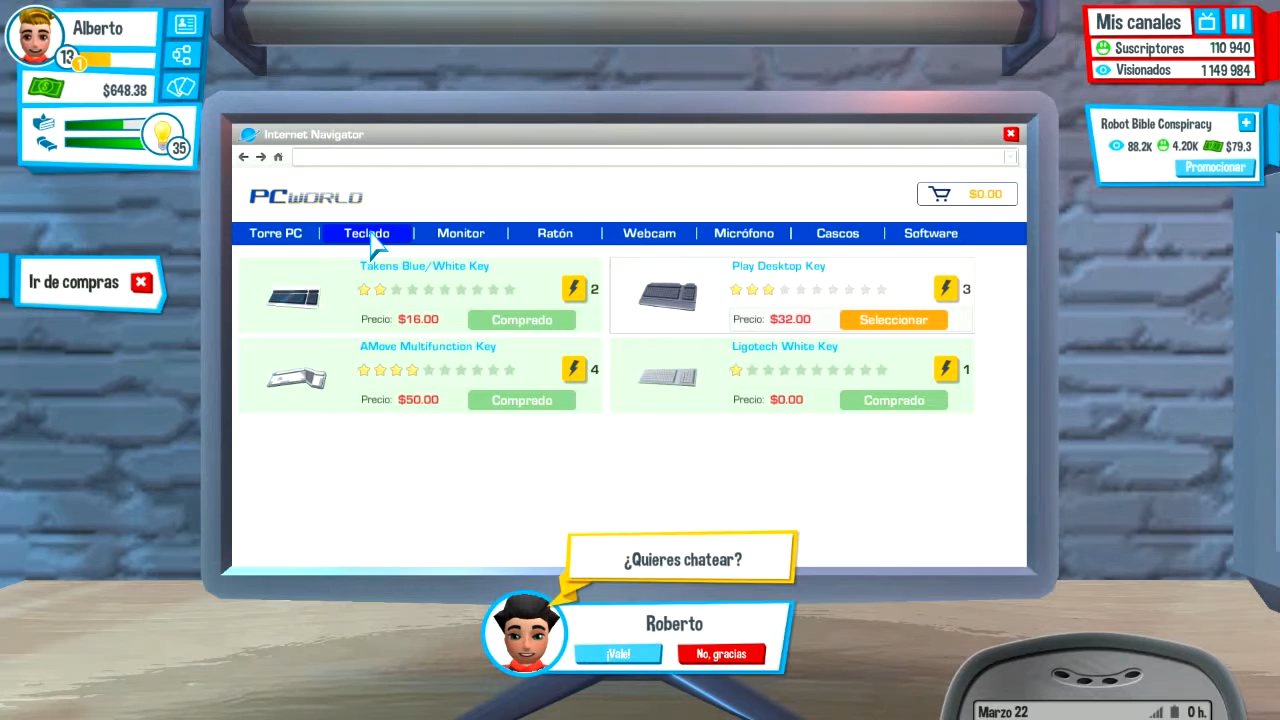 Alberto
13
1
$648.38
35
Mis canales
Suscriptores 110 940
Visionados 1 149 984
Robot Bible Conspiracy
88.2K 4.20K $79.3
Promocionar
Ir de compras
Internet Navigator
PCWORLD
$0.00
Torre PC | Teclado | Monitor | Ratón | Webcam | Micrófono | Cascos | Software
Takens Blue/White Key
2
Precio: $16.00 Comprado
Play Desktop Key
3
Precio: $32.00 Seleccionar
AMove Multifunction Key
4
Precio: $50.00 Comprado
Ligotech White Key
1
Precio: $0.00 Comprado
¿Quieres chatear?
Roberto
¡Vale! No, gracias
Marzo 22 0 h.